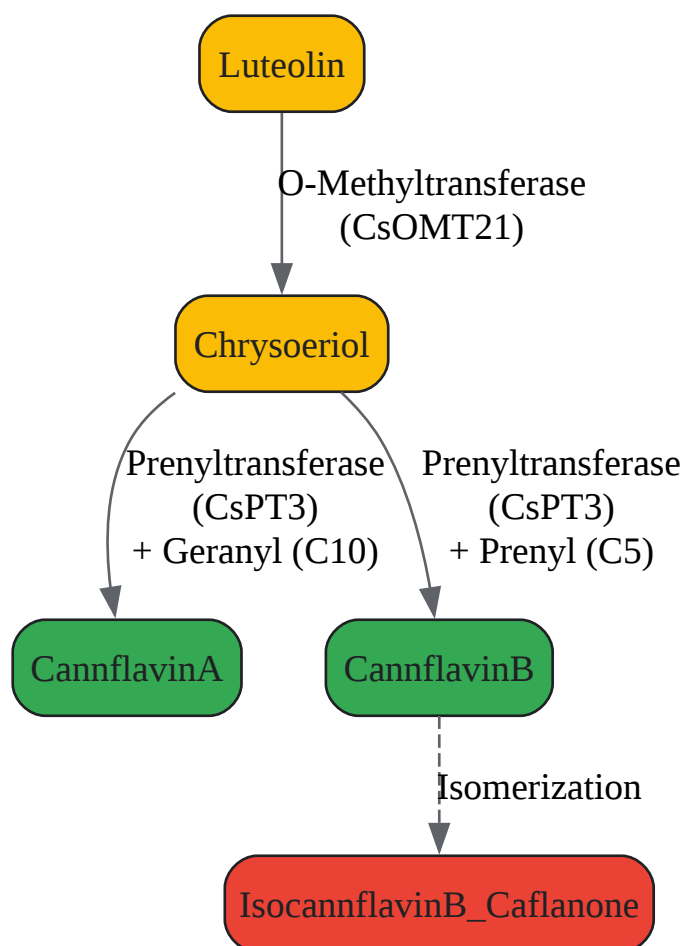 Luteolin
O-Methyltransferase
(CsOMT21)
Chrysoeriol
Prenyltransferase
(CsPT3)
+ Geranyl (C10)
Prenyltransferase
(CsPT3)
+ Prenyl (C5)
CannflavinA
CannflavinB
Isomerization
IsocannflavinB_Caflanone